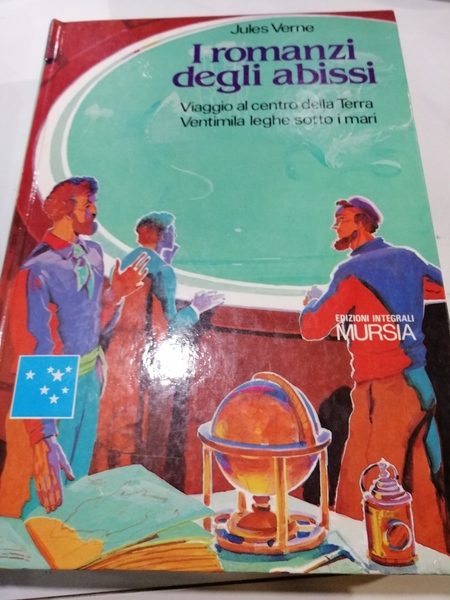 Jules Verne
I romanzi
degli abissi
Viaggio al centro della Terra
Ventimila leghe sotto i mari
EDIZIONI INTEGRALI
MURSIA